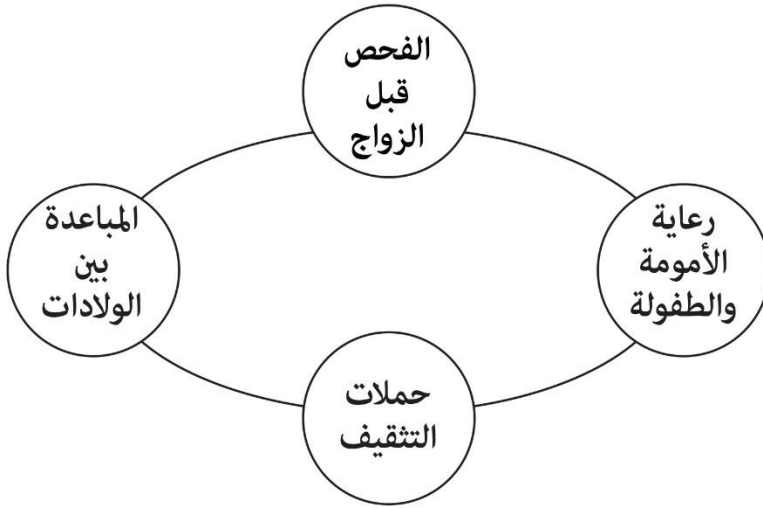 الفحص
قبل
الزواج
رعاية
الأمومة
والطفولة
المباعدة
بين
الولادات
حملات
التثقيف